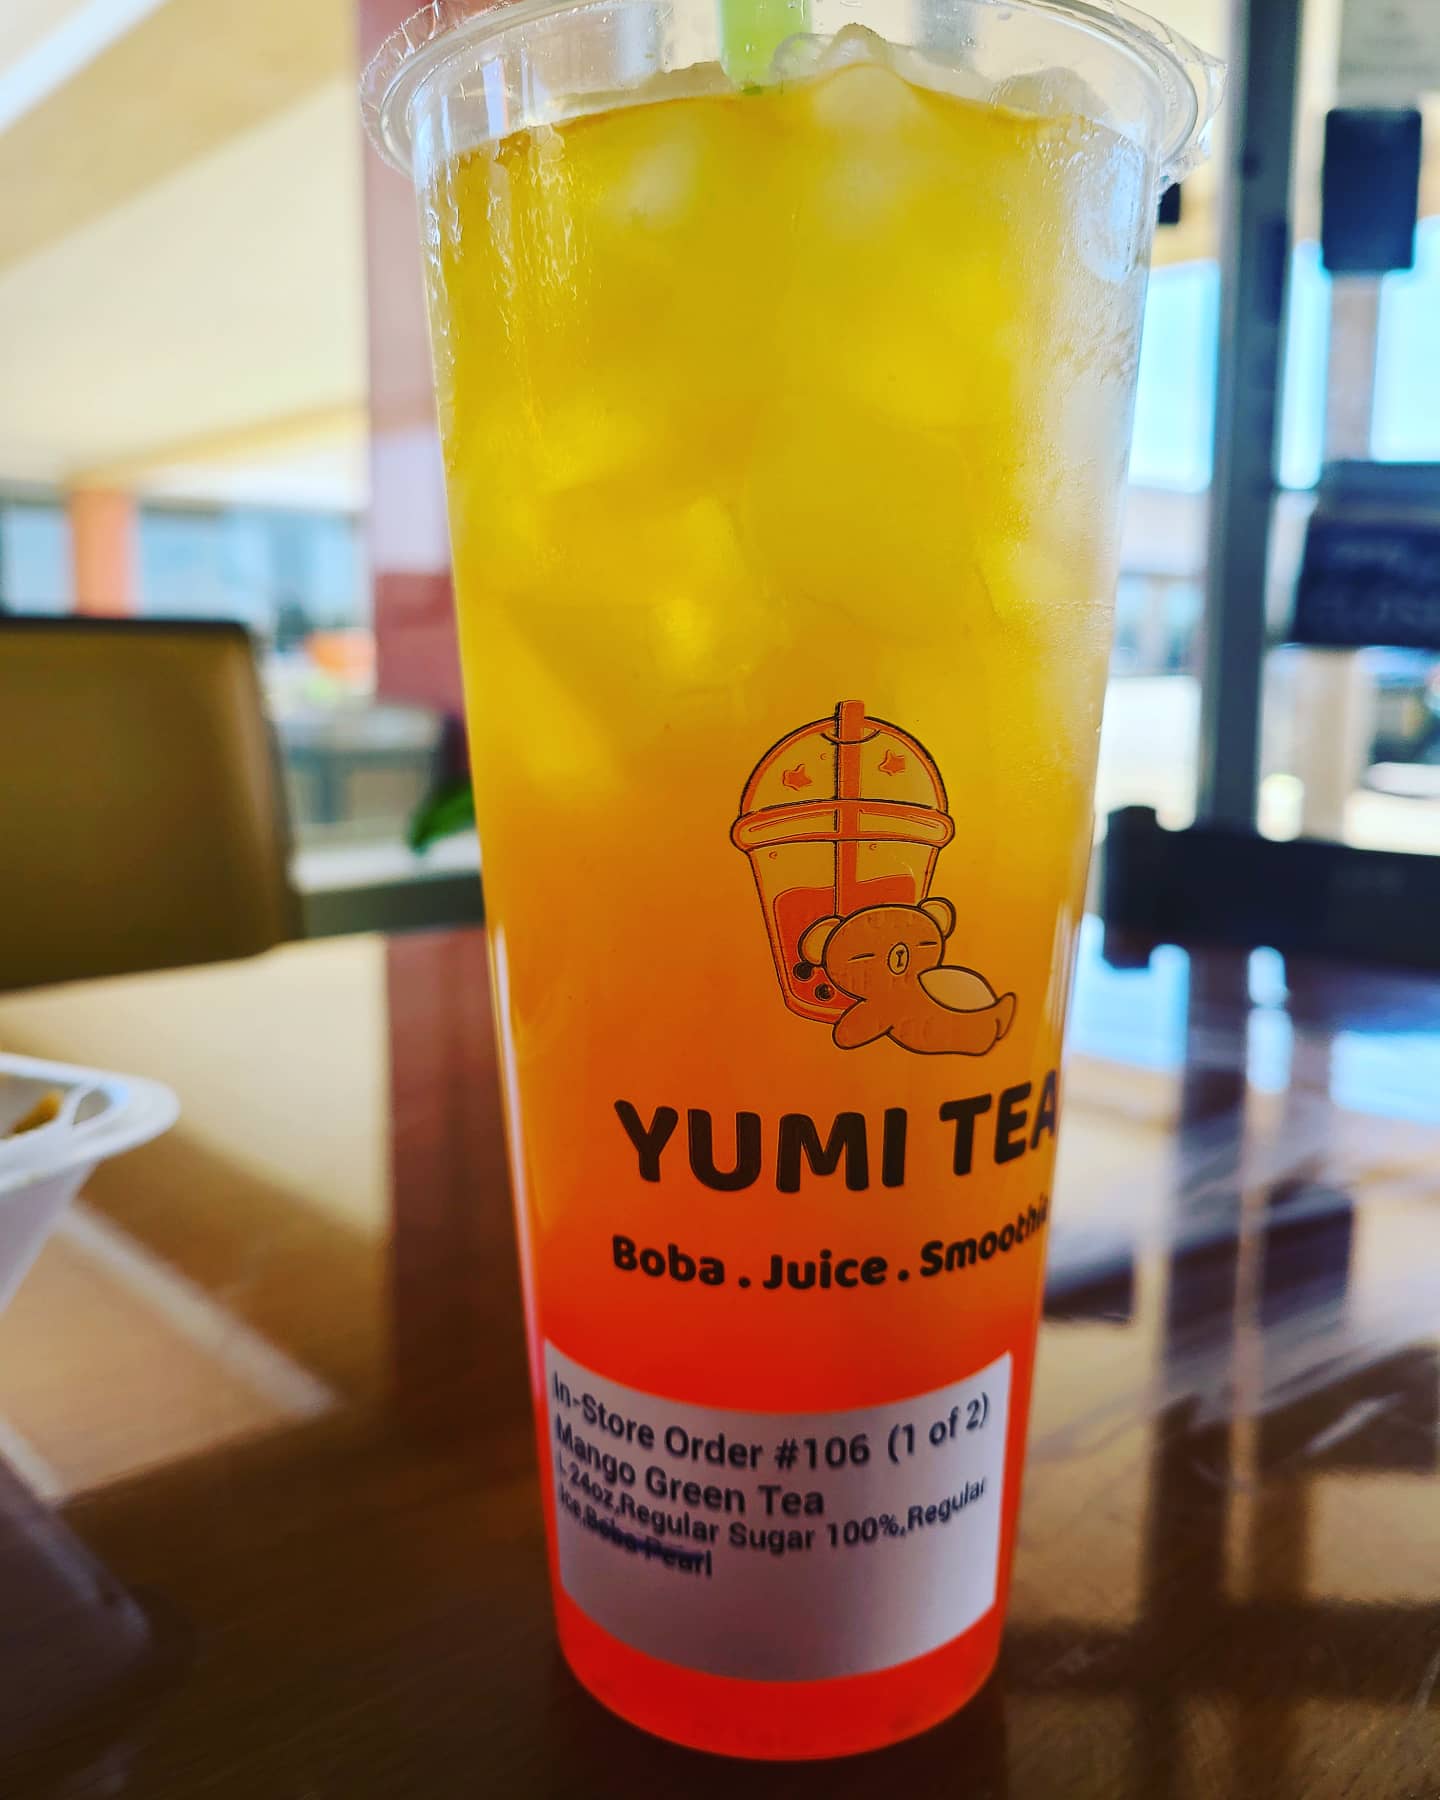 YUMI TEA
Boba . Juice . Smoothie
In-Store Order #106 (1 of 2)
Mango Green Tea
L 24oz,Regular Sugar 100%,Regular
Ice,Boba Pearl